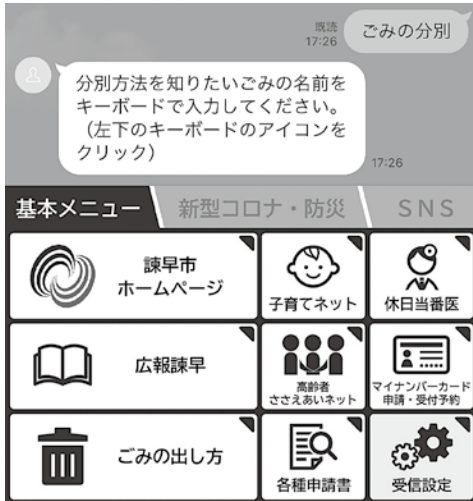 ごみの分別
既読
17:26
分別方法を知りたいごみの名前を
キーボードで入力してください。
（左下のキーボードのアイコンを
クリック）
17:26
基本メニュー
新型コロナ・防災
SNS
諫早市
ホームページ
子育てネット
休日当番医
広報諫早
高齢者
ささえあいネット
マイナンバーカード
申請・受付予約
ごみの出し方
各種申請書
受信設定